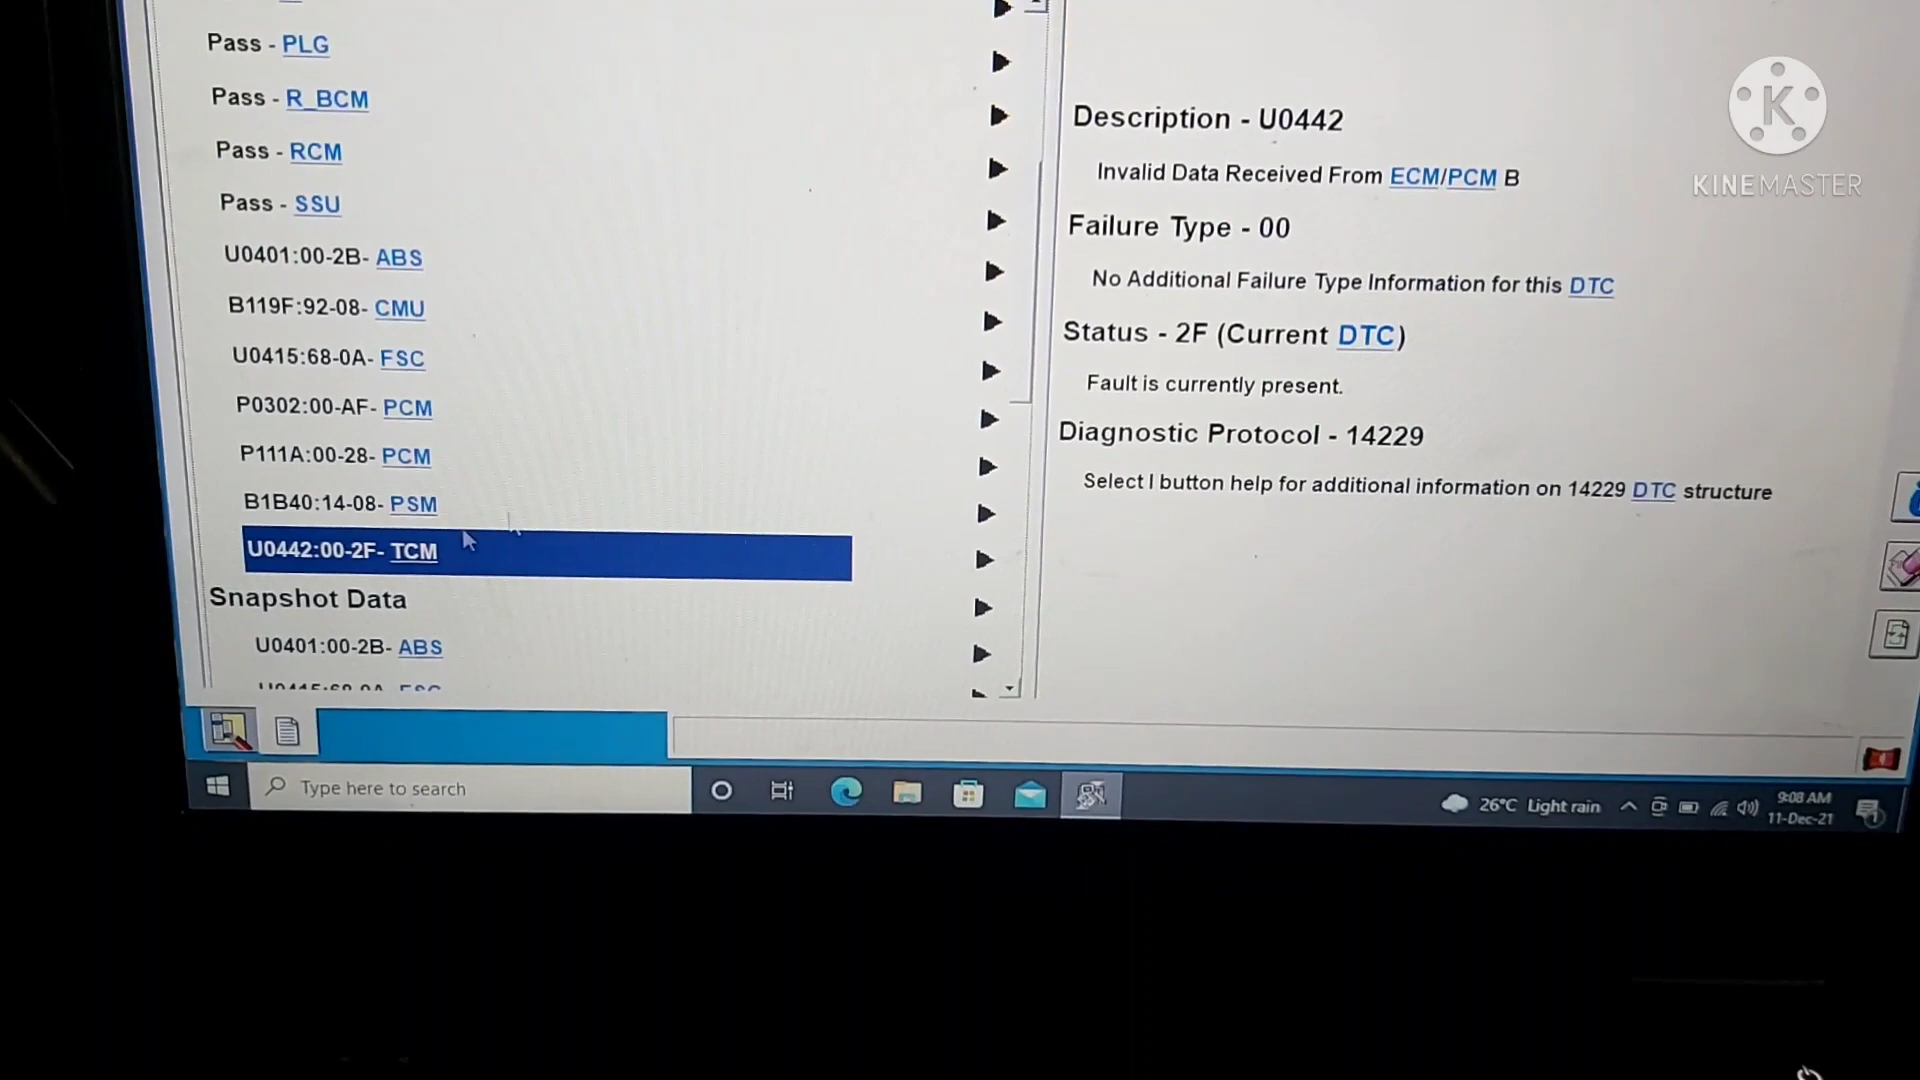 Pass - PLG
Pass - R_BCM
Pass - RCM
Pass - SSU
U0401:00-2B- ABS
B119F:92-08- CMU
U0415:68-0A- FSC
P0302:00-AF- PCM
P111A:00-28- PCM
B1B40:14-08- PSM
U0442:00-2F- TCM
Snapshot Data
U0401:00-2B- ABS
Description - U0442
Invalid Data Received From ECM/PCM B
Failure Type - 00
No Additional Failure Type Information for this DTC
Status - 2F (Current DTC)
Fault is currently present.
Diagnostic Protocol - 14229
Select I button help for additional information on 14229 DTC structure
K
KINEMASTER
Type here to search
26°C Light rain
9:08 AM
11-Dec-21